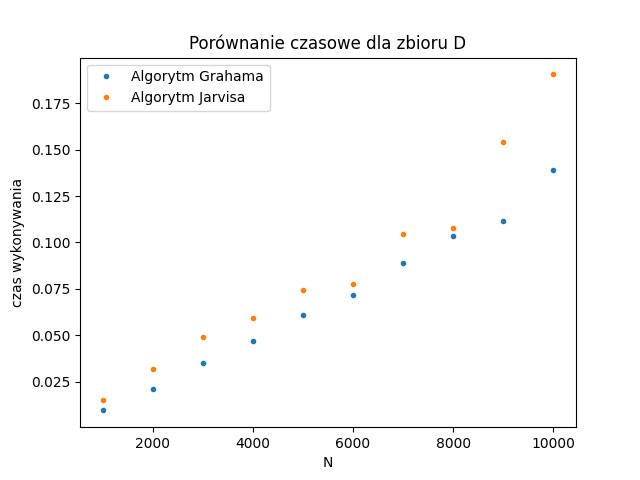 Porównanie czasowe dla zbioru D
Algorytm Grahama
Algorytm Jarvisa
czas wykonywania
0.175
0.150
0.125
0.100
0.075
0.050
0.025
2000
4000
6000
8000
10000
N